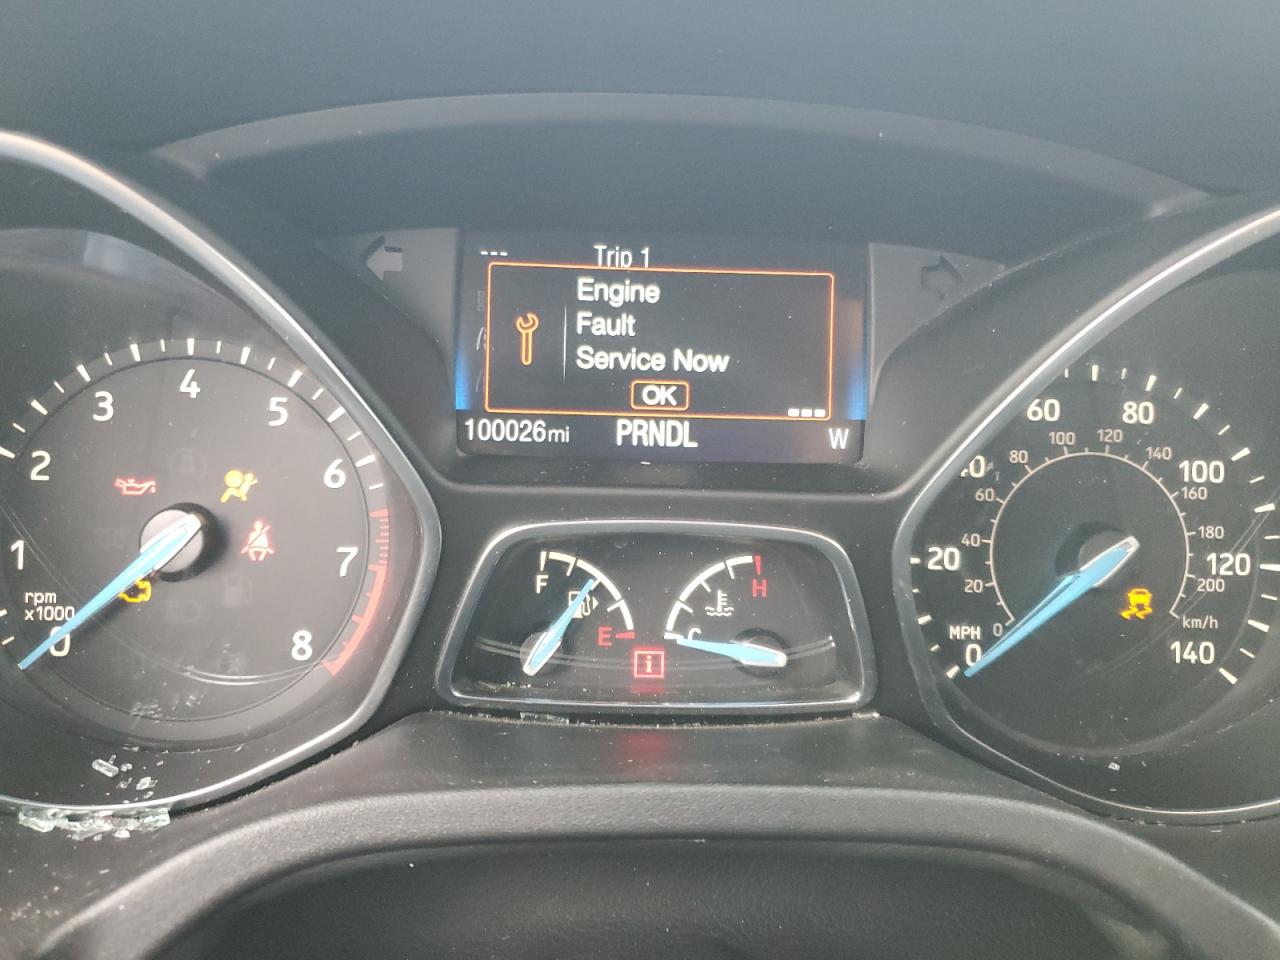 --- Trip 1
Engine
Fault
Service Now
OK
---
100026mi PRNDL W
0 1 2 3 4 5 6 7 8
rpm
x1000
F E
C H
i
0 20 40 60 80 100 120 140
MPH
0 20 40 60 80 100 120 140 160 180 200
km/h